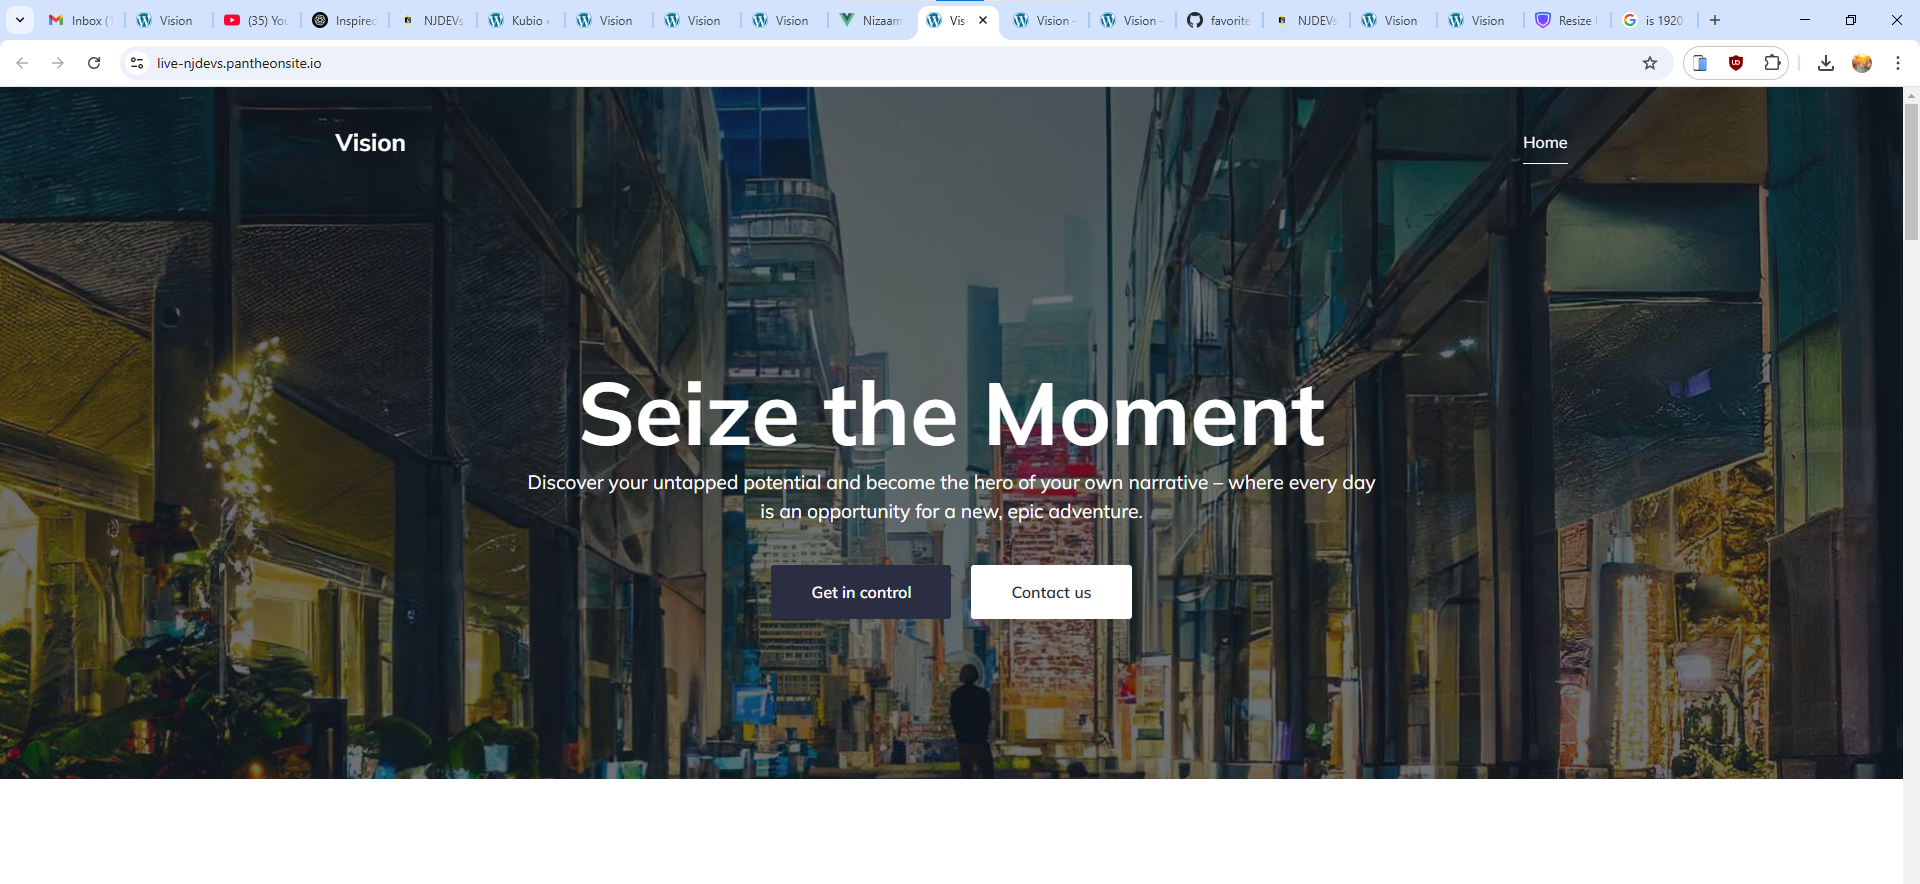 Inbox (1
Vision
(35) You
Inspired
NJDEVs
Kubio
Vision
Vision
Vision
Nizaam
Vis
Vision -
Vision -
favorite
NJDEVs
Vision
Vision
Resize
is 1920
live-njdevs.pantheonsite.io
Vision
Home
Seize the Moment
Discover your untapped potential and become the hero of your own narrative – where every day
is an opportunity for a new, epic adventure.
Get in control
Contact us